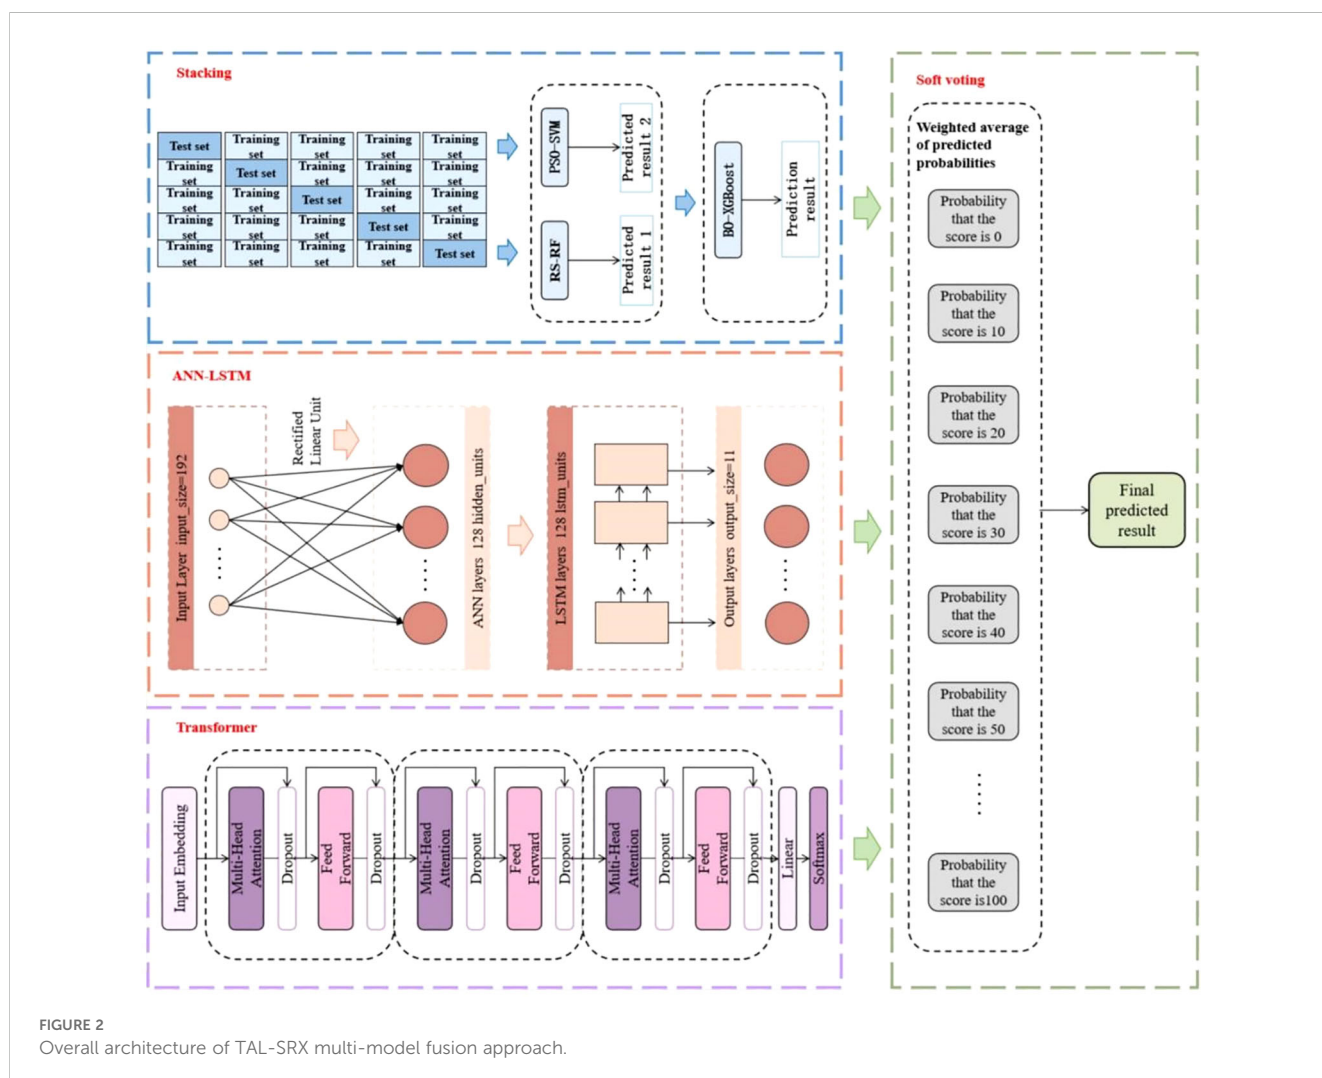 Stacking
Test set
Training
set
Training
set
Training
set
Training
set
Training
set
Test set
Training
set
Training
set
Training
set
Training
set
Training
set
Test set
Training
set
Training
set
Training
set
Training
set
Training
set
Test set
Training
set
Training
set
Training
set
Training
set
Training
set
Test set
PSO-SVM
Predicted
result 2
RS-RF
Predicted
result 1
BO-XGBoost
Prediction
result
ANN-LSTM
Input Layer input_size=192
Rectified
Linear Unit
ANN layers 128 hidden_units
LSTM layers 128 lstm_units
Output layers output_size=11
Transformer
Input Embedding
Multi-Head
Attention
Dropout
Feed
Forward
Dropout
Multi-Head
Attention
Dropout
Feed
Forward
Dropout
Multi-Head
Attention
Dropout
Feed
Forward
Dropout
Linear
Softmax
Soft voting
Weighted average
of predicted
probabilities
Probability
that the
score is 0
Probability
that the
score is 10
Probability
that the
score is 20
Probability
that the
score is 30
Probability
that the
score is 40
Probability
that the
score is 50
Probability
that the
score is100
Final
predicted
result
FIGURE 2
Overall architecture of TAL-SRX multi-model fusion approach.